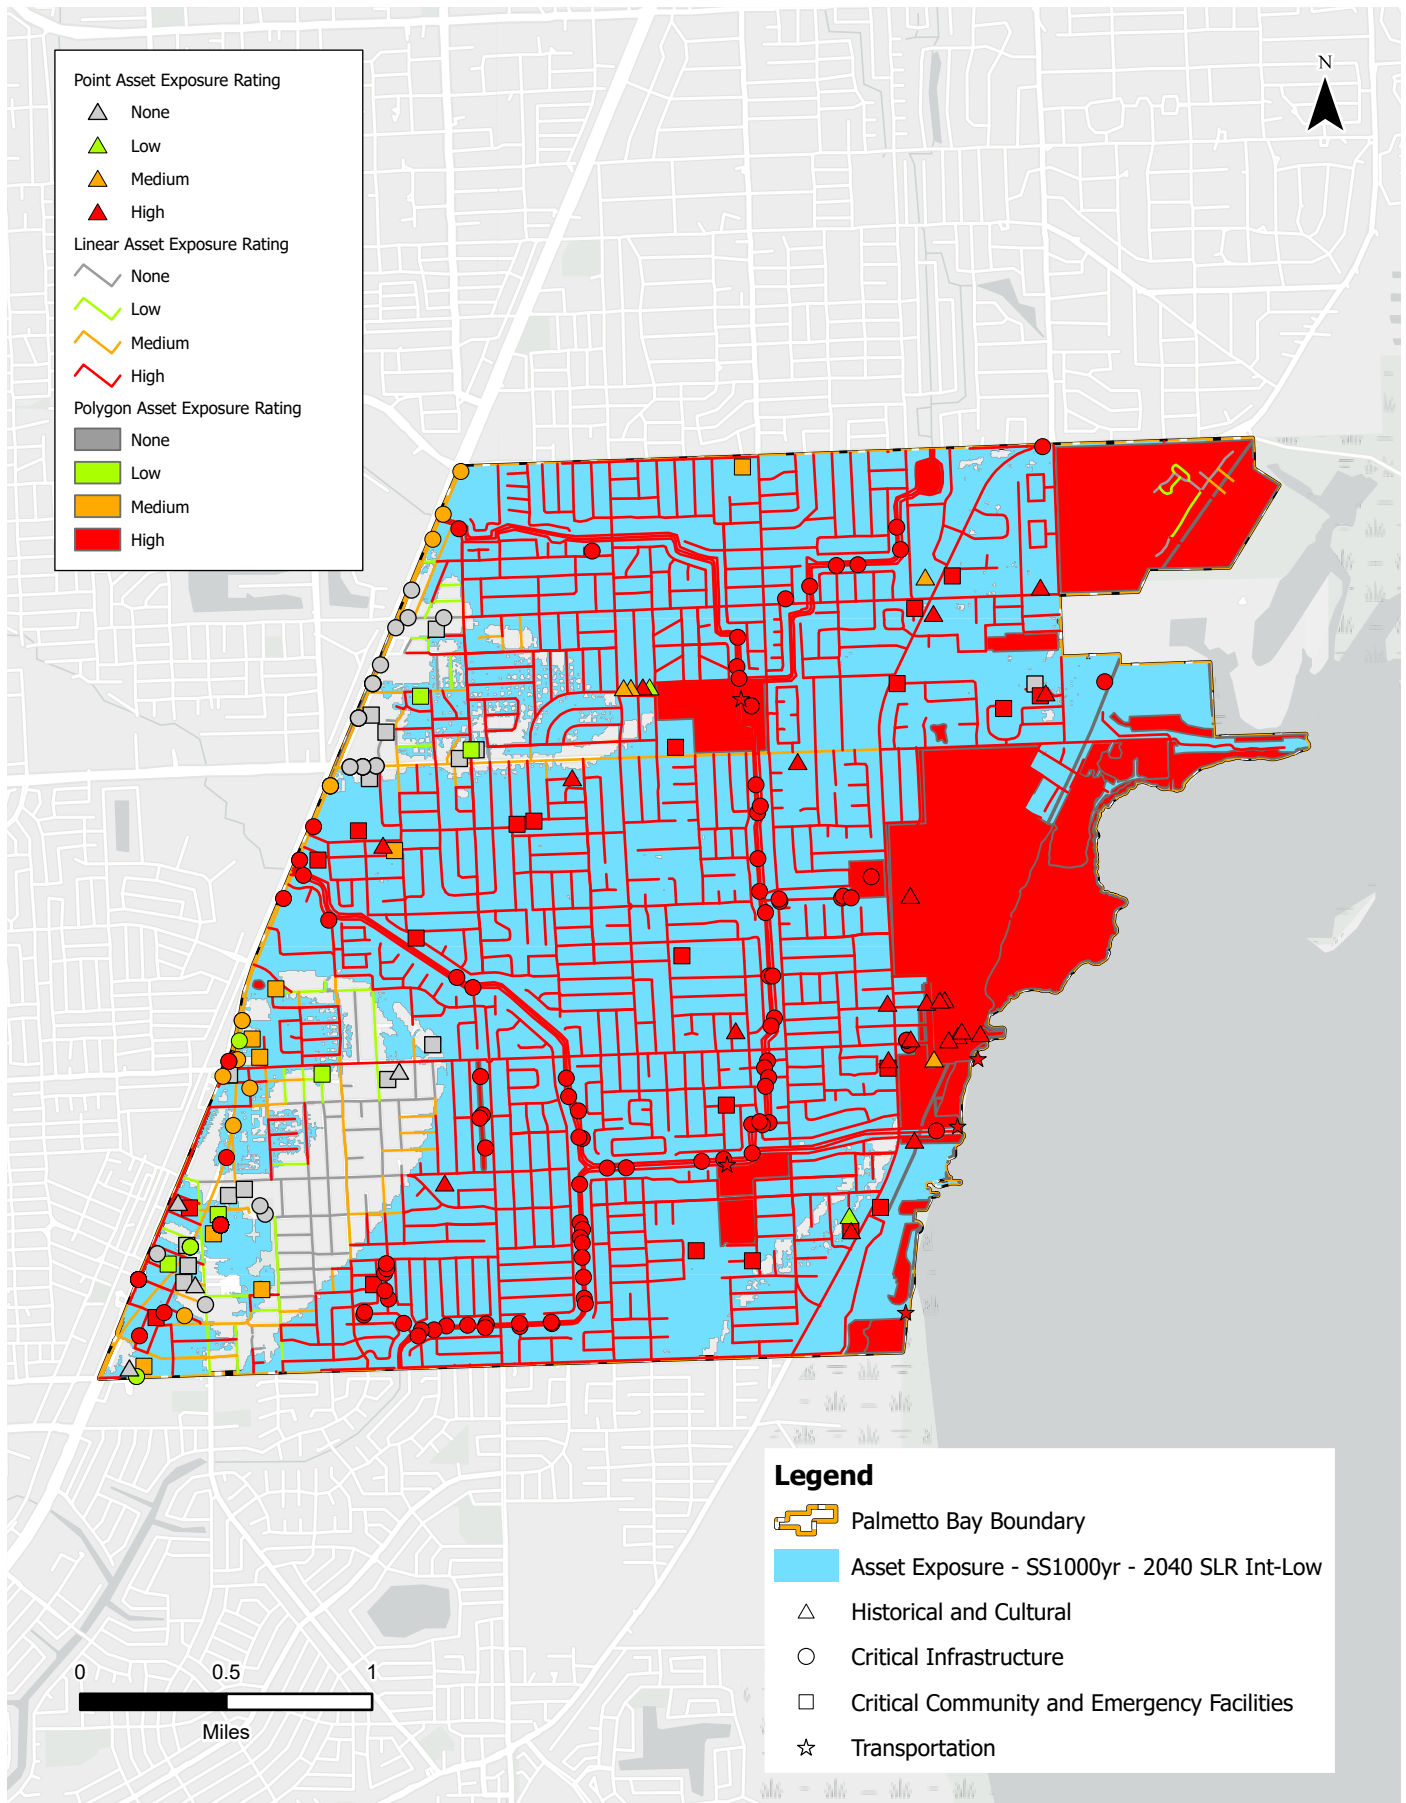 Point Asset Exposure Rating
None
Low
Medium
High
Linear Asset Exposure Rating
None
Low
Medium
High
Polygon Asset Exposure Rating
None
Low
Medium
High
N
Legend
Palmetto Bay Boundary
Asset Exposure - SS1000yr - 2040 SLR Int-Low
Historical and Cultural
Critical Infrastructure
Critical Community and Emergency Facilities
Transportation
0 0.5 1
Miles